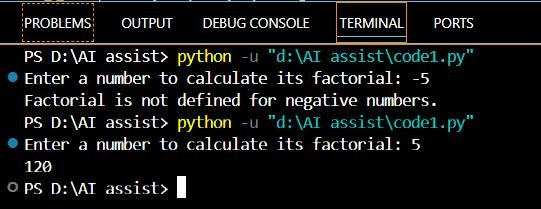 PROBLEMS OUTPUT DEBUG CONSOLE TERMINAL PORTS
PS D:\AI assist> python -u "d:\AI assist\code1.py"
Enter a number to calculate its factorial: -5
Factorial is not defined for negative numbers.
PS D:\AI assist> python -u "d:\AI assist\code1.py"
Enter a number to calculate its factorial: 5
120
PS D:\AI assist>